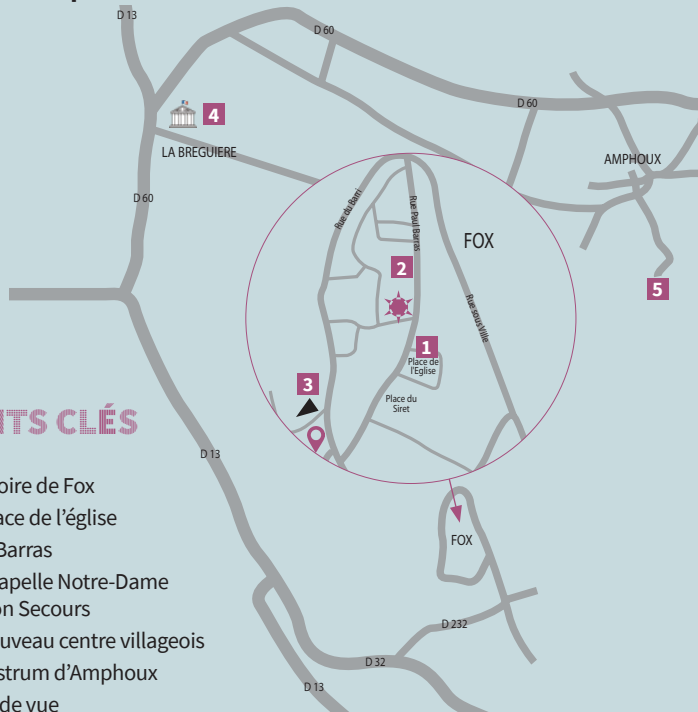 D 13
D 60
D 60
4
LA BREGUIERE
AMPHOUX
D 60
Rue du Barri
Rue Paul Barras
FOX
2
5
Rue sous Ville
1
Place de
l'Eglise
3
Place du
Siret
ITS CLÉS
D 13
oire de Fox
ace de l'église
Barras
FOX
apelle Notre-Dame
on Secours
D 232
uveau centre villageois
D 32
strum d'Amphoux
D 13
de vue